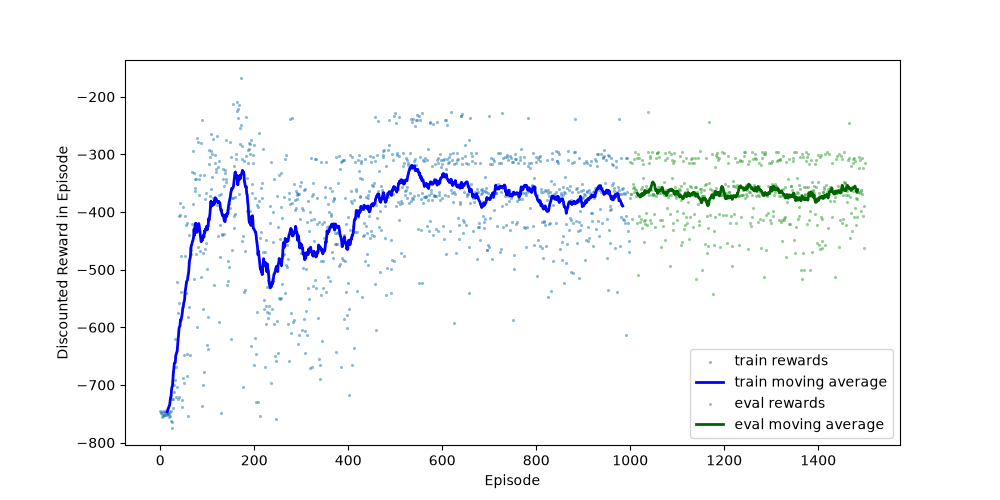 −200
−300
−400
−500
−600
−700
−800
Discounted Reward in Episode
0 200 400 600 800 1000 1200 1400
Episode
train rewards
train moving average
eval rewards
eval moving average